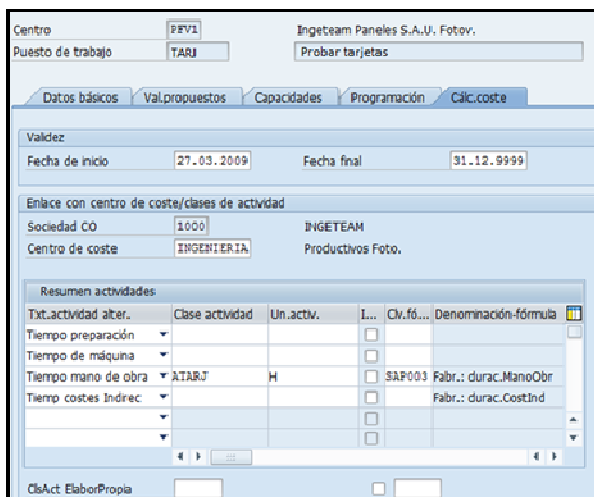 Centro PFV1 Ingeteam Paneles S.A.U. Fotov.
Puesto de trabajo TARJ Probar tarjetas
Datos básicos Val.propuestos Capacidades Programación Cálc.coste
Validez
Fecha de inicio 27.03.2009 Fecha final 31.12.9999
Enlace con centro de coste/clases de actividad
Sociedad CO 1000 INGETEAM
Centro de coste INGENIERIA Productivos Foto.
Resumen actividades
Txt.actividad alter. Clase actividad Un.activ. I... Clv.fó... Denominación-fórmula
Tiempo preparación
Tiempo de máquina
Tiempo mano de obra ATARJ H SAP003 Fabr.: durac.ManoObr
Tiemp costes Indirec Fabr.: durac.CostInd
ClsAct ElaborPropia